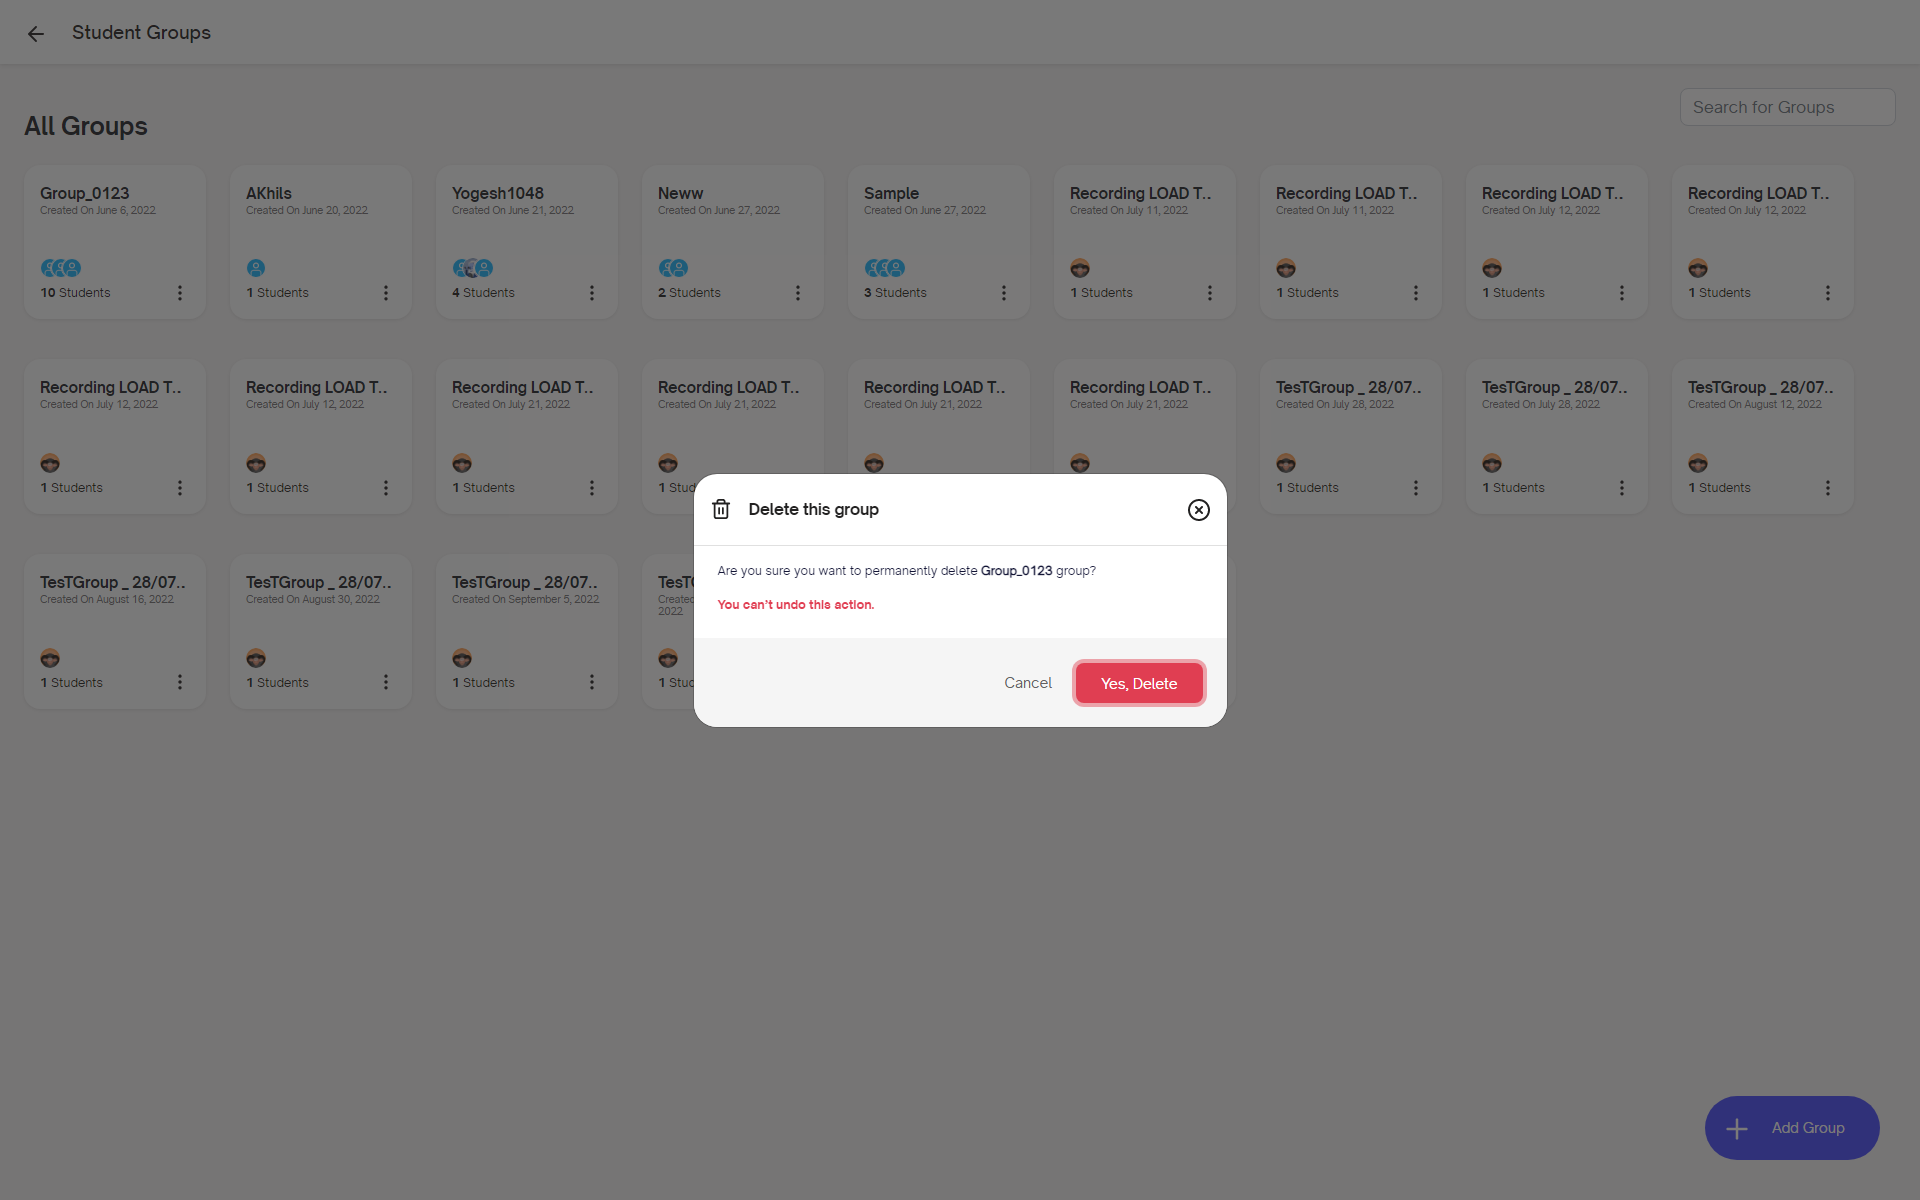 Student Groups
Search for Groups
All Groups
Group_0123
Created On June 6, 2022
10 Students
AKhils
Created On June 20, 2022
1 Students
Yogesh1048
Created On June 21, 2022
4 Students
Neww
Created On June 27, 2022
2 Students
Sample
Created On June 27, 2022
3 Students
Recording LOAD T..
Created On July 11, 2022
1 Students
Recording LOAD T..
Created On July 11, 2022
1 Students
Recording LOAD T..
Created On July 12, 2022
1 Students
Recording LOAD T..
Created On July 12, 2022
1 Students
Recording LOAD T..
Created On July 12, 2022
1 Students
Recording LOAD T..
Created On July 12, 2022
1 Students
Recording LOAD T..
Created On July 21, 2022
1 Students
Recording LOAD T..
Created On July 21, 2022
1 Stud
Recording LOAD T..
Created On July 21, 2022
Recording LOAD T..
Created On July 21, 2022
TesTGroup _ 28/07..
Created On July 28, 2022
1 Students
TesTGroup _ 28/07..
Created On July 28, 2022
1 Students
TesTGroup _ 28/07..
Created On August 12, 2022
1 Students
TesTGroup _ 28/07..
Created On August 16, 2022
1 Students
TesTGroup _ 28/07..
Created On August 30, 2022
1 Students
TesTGroup _ 28/07..
Created On September 5, 2022
1 Students
TesT
Created
2022
1 Stud
Delete this group
Are you sure you want to permanently delete Group_0123 group?
You can't undo this action.
Cancel
Yes, Delete
Add Group